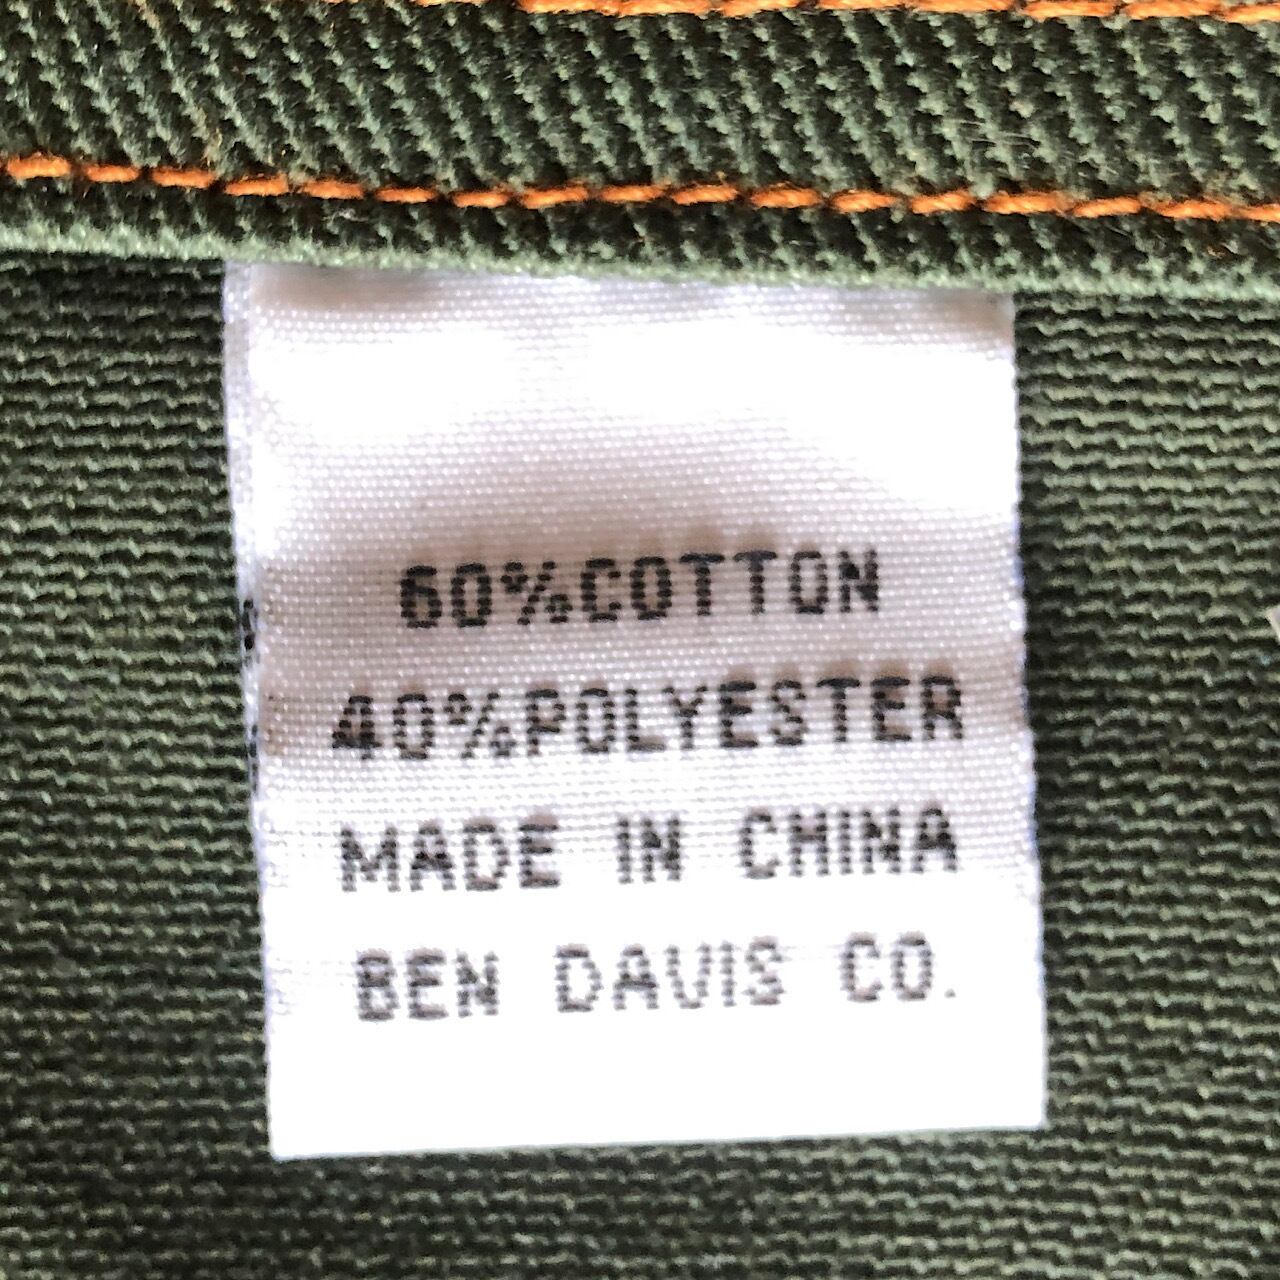 60%COTTON
40%POLYESTER
MADE IN CHINA
BEN DAVIS CO.